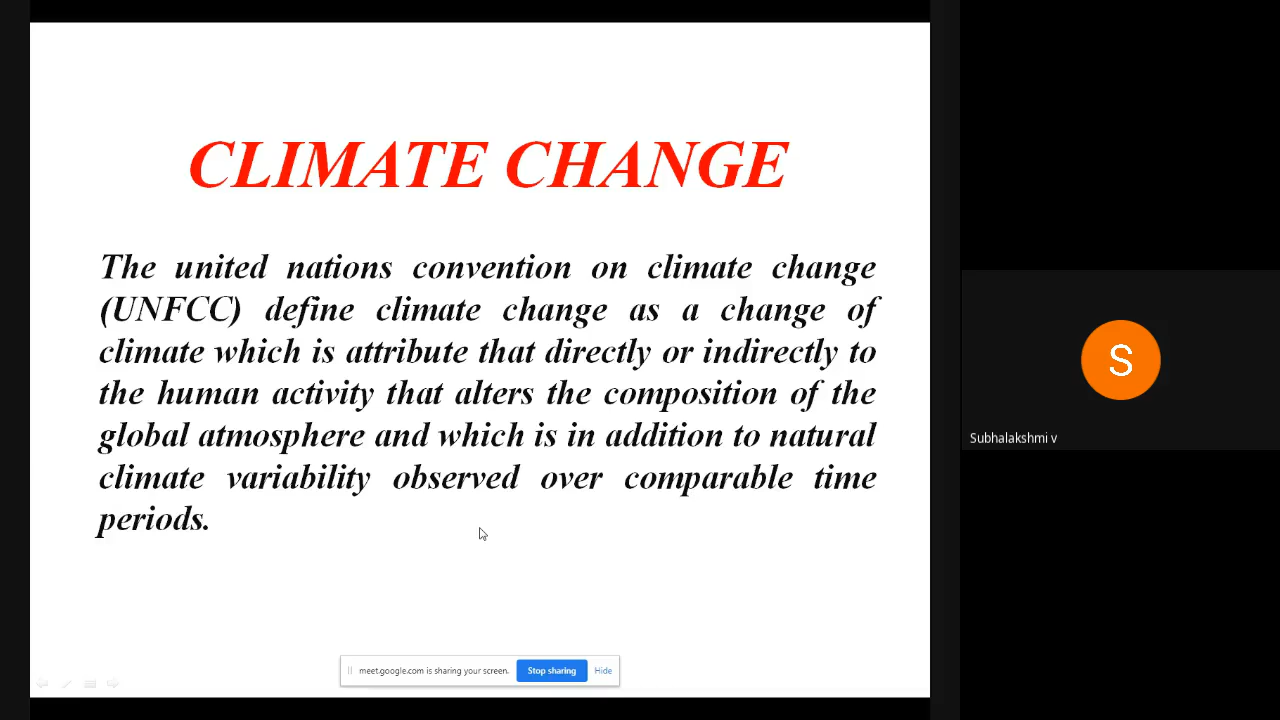 CLIMATE CHANGE
The united nations convention on climate change
(UNFCC) define climate change as a change of
climate which is attribute that directly or indirectly to
the human activity that alters the composition of the
global atmosphere and which is in addition to natural
climate variability observed over comparable time
periods.
meet.google.com is sharing your screen. Stop sharing Hide
S
Subhalakshmi v